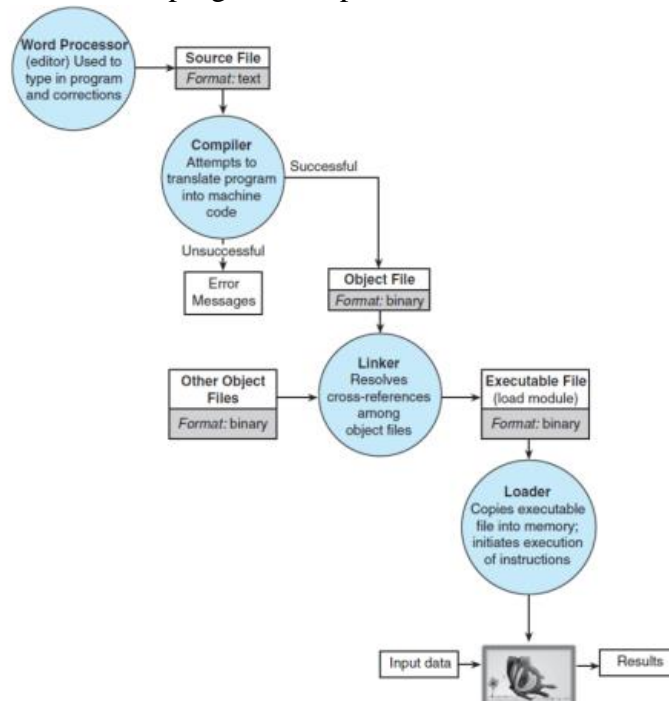 Word Processor
(editor) Used to
type in program
and corrections
Source File
Format: text
Compiler
Attempts to
translate program
into machine
code
Successful
Unsuccessful
Error
Messages
Object File
Format: binary
Other Object
Files
Format: binary
Linker
Resolves
cross-references
among
object files
Executable File
(load module)
Format: binary
Loader
Copies executable
file into memory;
initiates execution
of instructions
Input data
Results